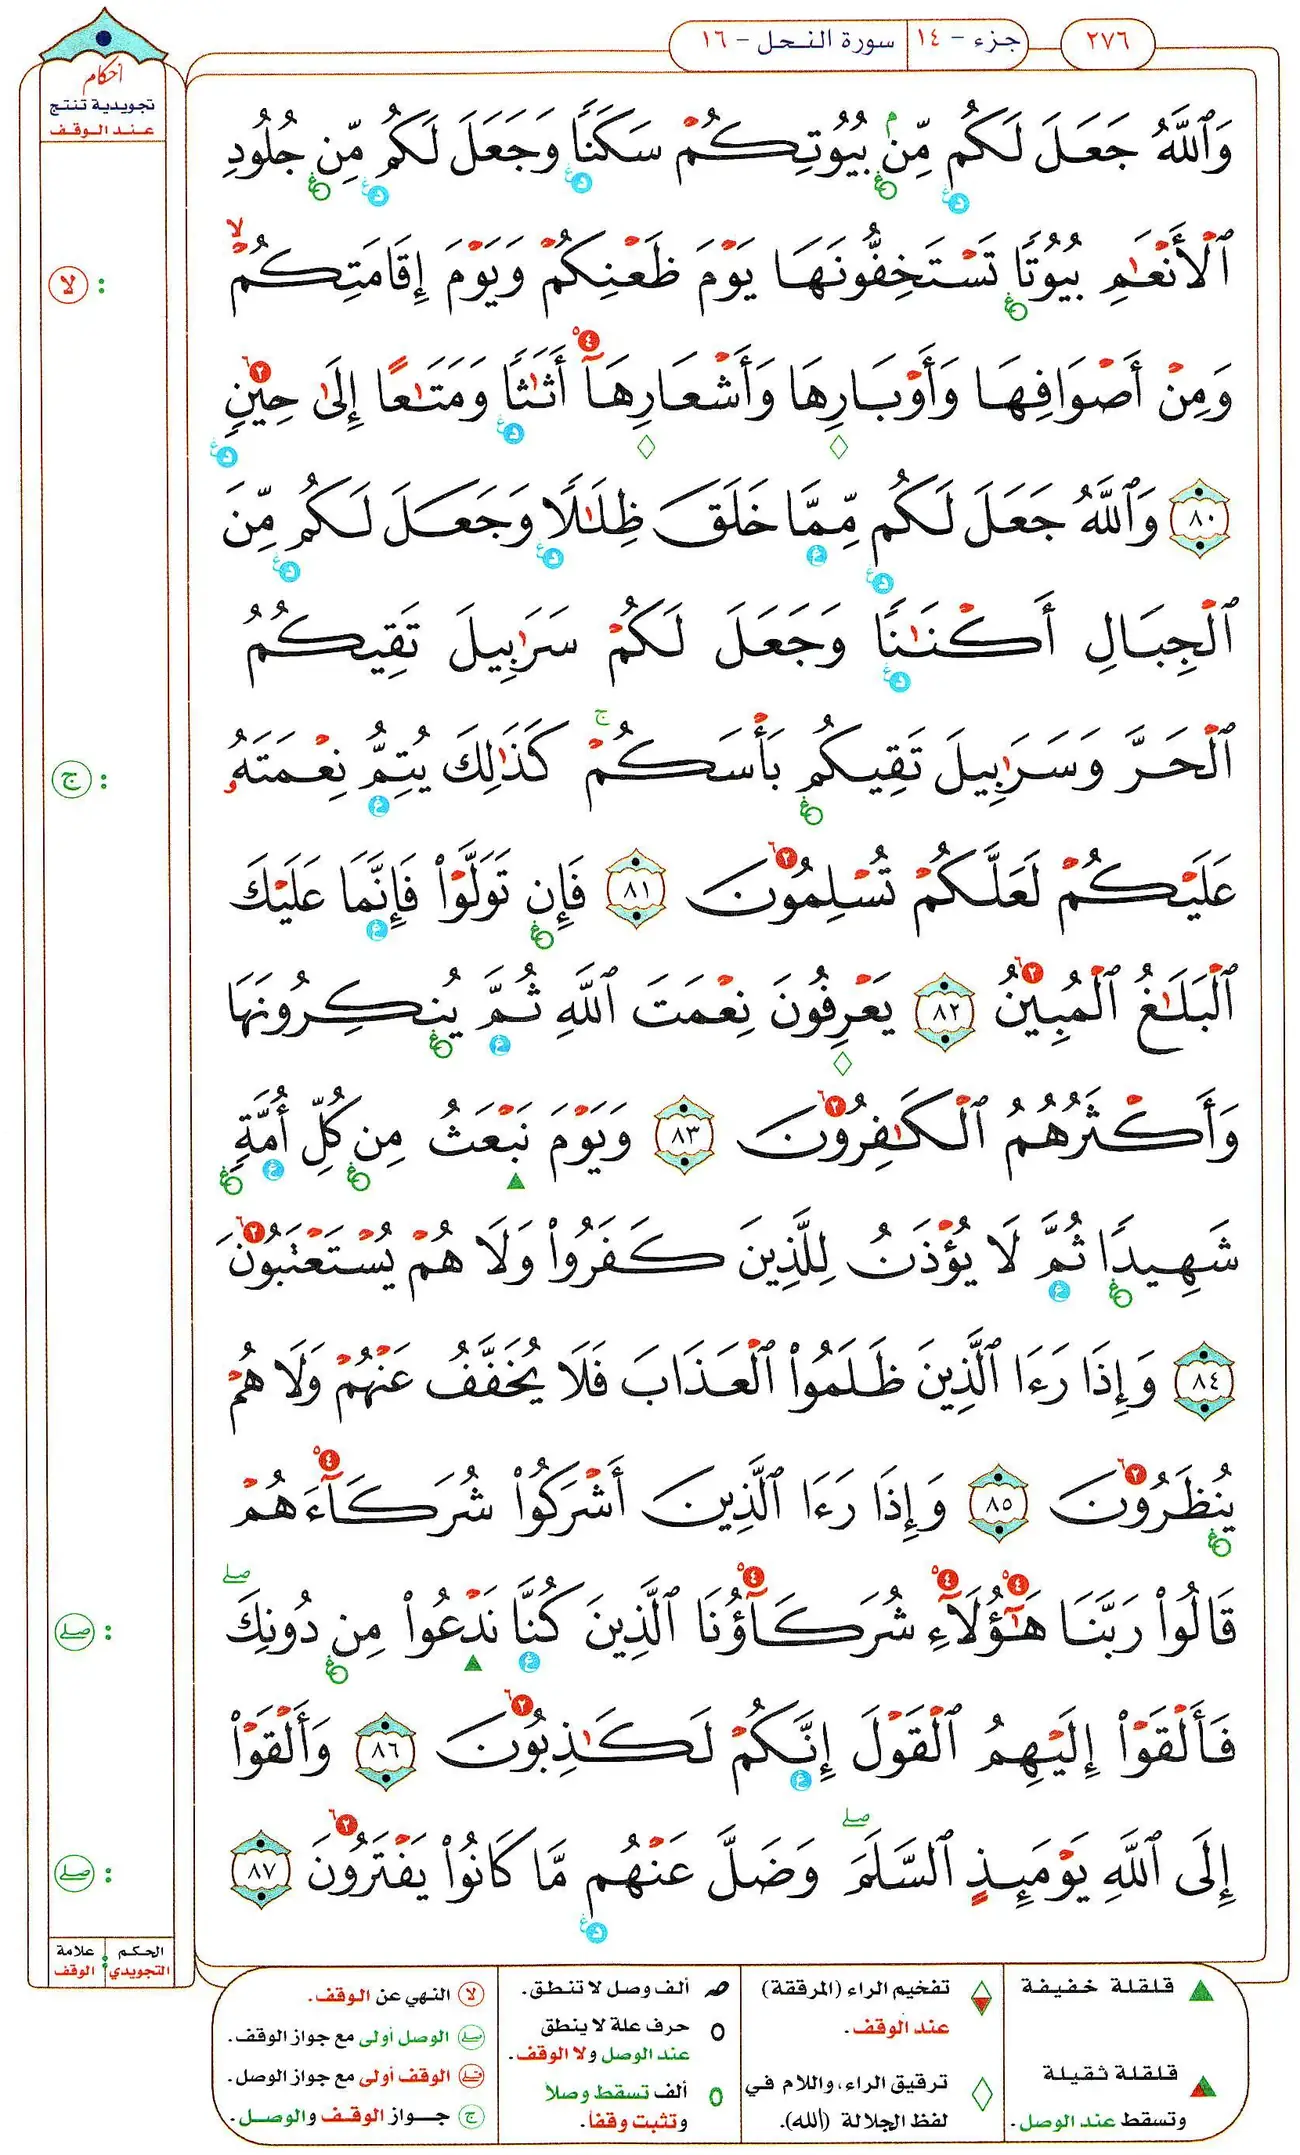 ٢٧٦
جزء - ١٤ سورة النحل - ١٦
أحكام
تجويدية تنتج
عند الوقف
وَٱللَّهُ جَعَلَ لَكُم مِّنۢ بُيُوتِكُمْ سَكَنًا وَجَعَلَ لَكُم مِّن جُلُودِ
ٱلْأَنْعَٰمِ بُيُوتًا تَسْتَخِفُّونَهَا يَوْمَ ظَعْنِكُمْ وَيَوْمَ إِقَامَتِكُمْ ۙ
وَمِنْ أَصْوَافِهَا وَأَوْبَارِهَا وَأَشْعَارِهَآ أَثَٰثًا وَمَتَٰعًا إِلَىٰ حِينٍ
٨٠ وَٱللَّهُ جَعَلَ لَكُم مِّمَّا خَلَقَ ظِلَٰلًا وَجَعَلَ لَكُم مِّنَ
ٱلْجِبَالِ أَكْنَٰنًا وَجَعَلَ لَكُمْ سَرَٰبِيلَ تَقِيكُمُ
ٱلْحَرَّ وَسَرَٰبِيلَ تَقِيكُم بَأْسَكُمْ ۚ كَذَٰلِكَ يُتِمُّ نِعْمَتَهُۥ
عَلَيْكُمْ لَعَلَّكُمْ تُسْلِمُونَ ٨١ فَإِن تَوَلَّوْا۟ فَإِنَّمَا عَلَيْكَ
ٱلْبَلَٰغُ ٱلْمُبِينُ ٨٢ يَعْرِفُونَ نِعْمَتَ ٱللَّهِ ثُمَّ يُنكِرُونَهَا
وَأَكْثَرُهُمُ ٱلْكَٰفِرُونَ ٨٣ وَيَوْمَ نَبْعَثُ مِن كُلِّ أُمَّةٍ
شَهِيدًا ثُمَّ لَا يُؤْذَنُ لِلَّذِينَ كَفَرُوا۟ وَلَا هُمْ يُسْتَعْتَبُونَ
٨٤ وَإِذَا رَءَا ٱلَّذِينَ ظَلَمُوا۟ ٱلْعَذَابَ فَلَا يُخَفَّفُ عَنْهُمْ وَلَا هُمْ
يُنظَرُونَ ٨٥ وَإِذَا رَءَا ٱلَّذِينَ أَشْرَكُوا۟ شُرَكَآءَهُمْ
قَالُوا۟ رَبَّنَا هَٰٓؤُلَآءِ شُرَكَآؤُنَا ٱلَّذِينَ كُنَّا نَدْعُوا۟ مِن دُونِكَ ۖ
فَأَلْقَوْا۟ إِلَيْهِمُ ٱلْقَوْلَ إِنَّكُمْ لَكَٰذِبُونَ ٨٦ وَأَلْقَوْا۟
إِلَى ٱللَّهِ يَوْمَئِذٍ ٱلسَّلَمَ ۖ وَضَلَّ عَنْهُم مَّا كَانُوا۟ يَفْتَرُونَ ٨٧
: لا
: ج
: صلے
: صلے
الحكم التجويدي : علامة الوقف
قلقلة خفيفة
قلقلة ثقيلة
وتسقط عند الوصل.
تفخيم الراء (المرققة)
عند الوقف.
ترقيق الراء، واللام في
لفظ الجلالة (الله).
ألف وصل لا تنطق.
حرف علة لا ينطق
عند الوصل ولا الوقف.
ألف تسقط وصلاً
وتثبت وقفاً.
لا النهي عن الوقف.
صلے الوصل أولى مع جواز الوقف.
قلے الوقف أولى مع جواز الوصل.
ج جواز الوقف والوصل.